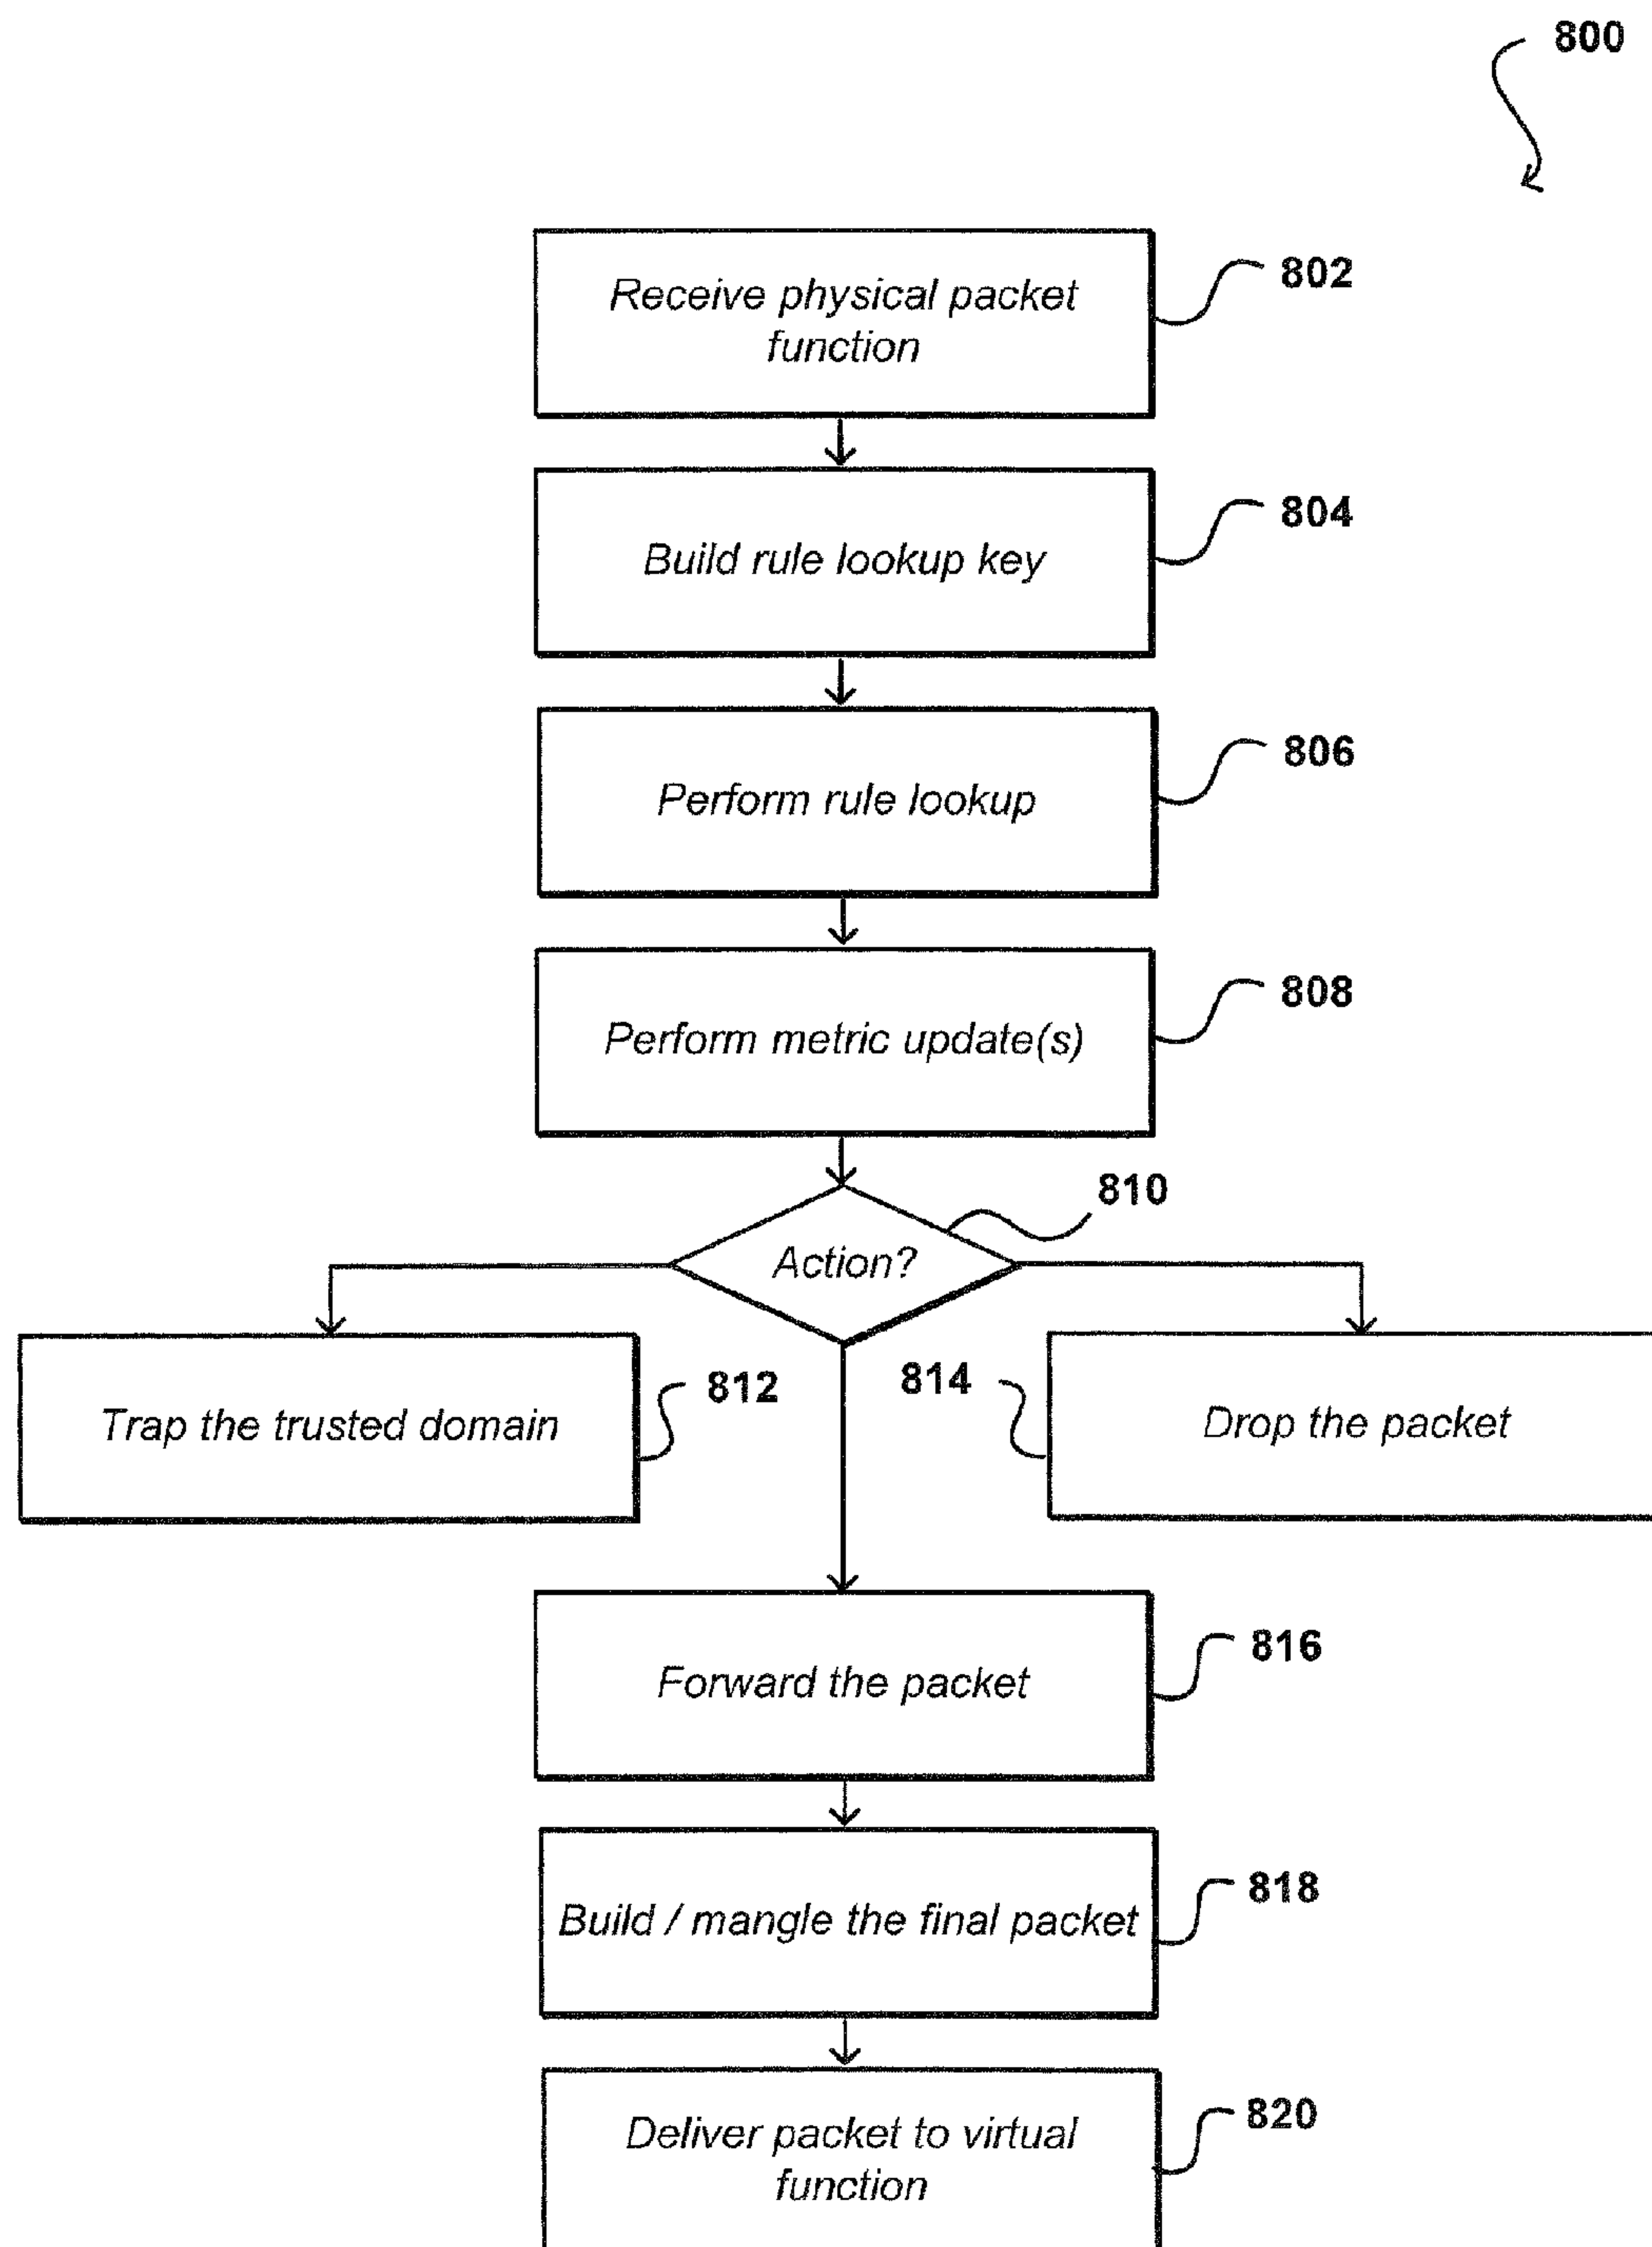 800
Receive physical packet
function
802
Build rule lookup key
804
Perform rule lookup
806
Perform metric update(s)
808
810
Action?
Trap the trusted domain
812
814
Drop the packet
Forward the packet
816
Build / mangle the final packet
818
Deliver packet to virtual
function
820